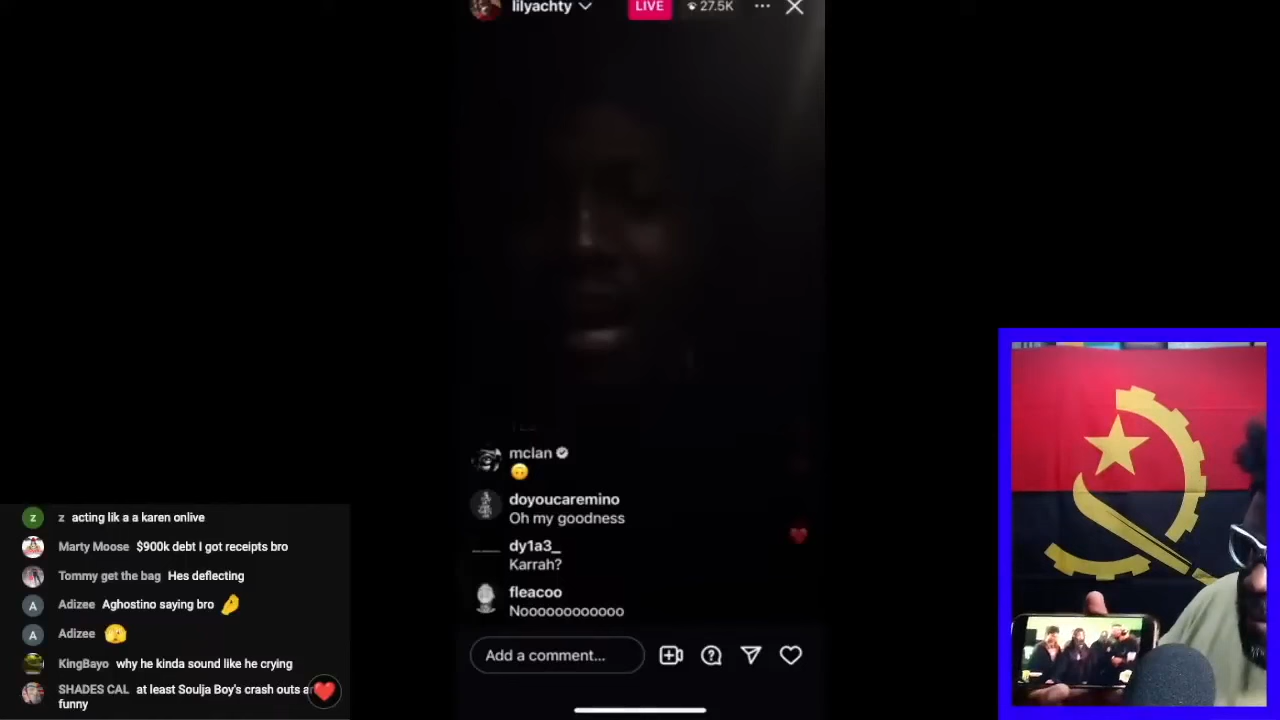 lilyachty
LIVE
27.5K
mclan
doyoucaremino
Oh my goodness
dy1a3_
Karrah?
fleacoo
Noooooooooooo
Add a comment...
z acting lik a a karen onlive
Marty Moose $900k debt I got receipts bro
Tommy get the bag Hes deflecting
A Adizee Aghostino saying bro
A Adizee
KingBayo why he kinda sound like he crying
SHADES CAL at least Soulja Boy's crash outs
funny